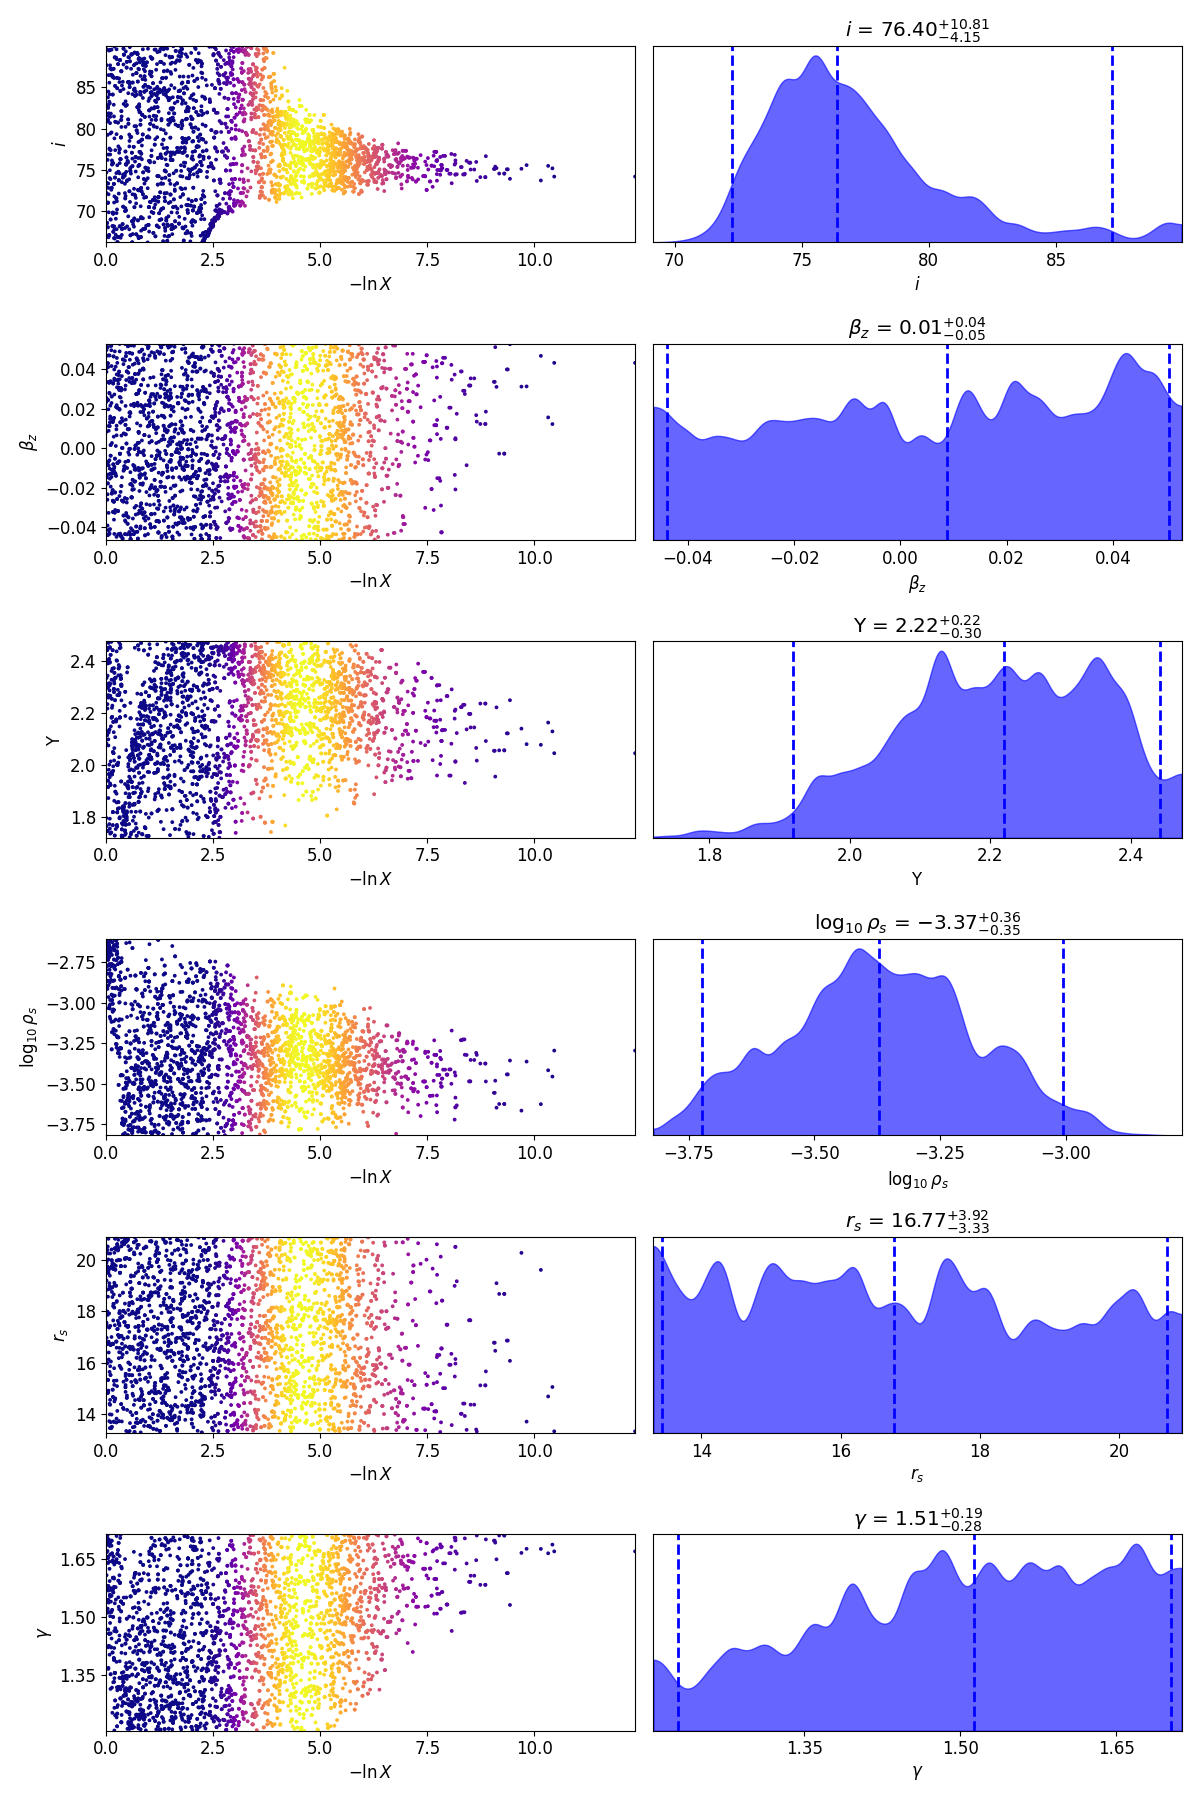 i = 76.40+10.81−4.15
85
80
75
70
i
0.0 2.5 5.0 7.5 10.0
−ln X
70 75 80 85
i
βz = 0.01+0.04−0.05
0.04
0.02
0.00
−0.02
−0.04
βz
0.0 2.5 5.0 7.5 10.0
−ln X
−0.04 −0.02 0.00 0.02 0.04
βz
Y = 2.22+0.22−0.30
2.4
2.2
2.0
1.8
Y
0.0 2.5 5.0 7.5 10.0
−ln X
1.8 2.0 2.2 2.4
Y
log10 ρs = −3.37+0.36−0.35
−2.75
−3.00
−3.25
−3.50
−3.75
log10 ρs
0.0 2.5 5.0 7.5 10.0
−ln X
−3.75 −3.50 −3.25 −3.00
log10 ρs
rs = 16.77+3.92−3.33
20
18
16
14
rs
0.0 2.5 5.0 7.5 10.0
−ln X
14 16 18 20
rs
γ = 1.51+0.19−0.28
1.65
1.50
1.35
γ
0.0 2.5 5.0 7.5 10.0
−ln X
1.35 1.50 1.65
γ